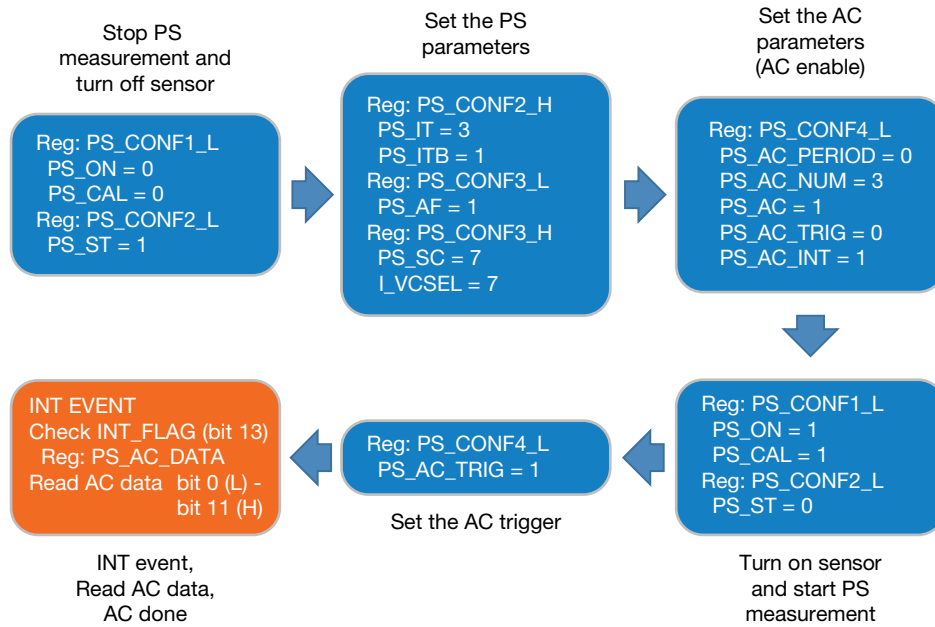 Stop PS
measurement and
turn off sensor
Reg: PS_CONF1_L
PS_ON = 0
PS_CAL = 0
Reg: PS_CONF2_L
PS_ST = 1
Set the PS
parameters
Reg: PS_CONF2_H
PS_IT = 3
PS_ITB = 1
Reg: PS_CONF3_L
PS_AF = 1
Reg: PS_CONF3_H
PS_SC = 7
I_VCSEL = 7
Set the AC
parameters
(AC enable)
Reg: PS_CONF4_L
PS_AC_PERIOD = 0
PS_AC_NUM = 3
PS_AC = 1
PS_AC_TRIG = 0
PS_AC_INT = 1
Reg: PS_CONF1_L
PS_ON = 1
PS_CAL = 1
Reg: PS_CONF2_L
PS_ST = 0
Turn on sensor
and start PS
measurement
Reg: PS_CONF4_L
PS_AC_TRIG = 1
Set the AC trigger
INT EVENT
Check INT_FLAG (bit 13)
Reg: PS_AC_DATA
Read AC data bit 0 (L) -
bit 11 (H)
INT event,
Read AC data,
AC done